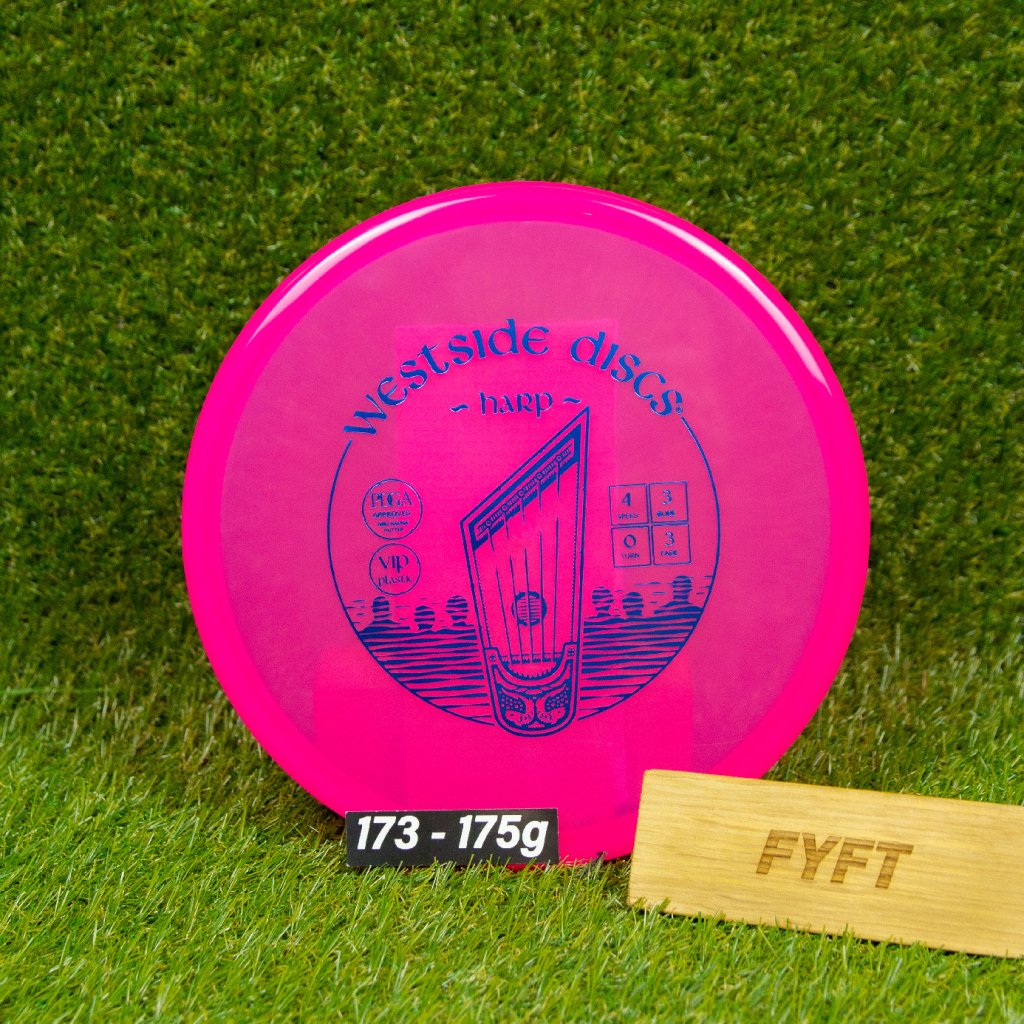 WESTSIDE DISCS
~ HARP ~
PDGA
APPROVED
VIP
PLASTIC
4
SPEED
3
GLIDE
0
TURN
3
FADE
173 - 175g
FYFT